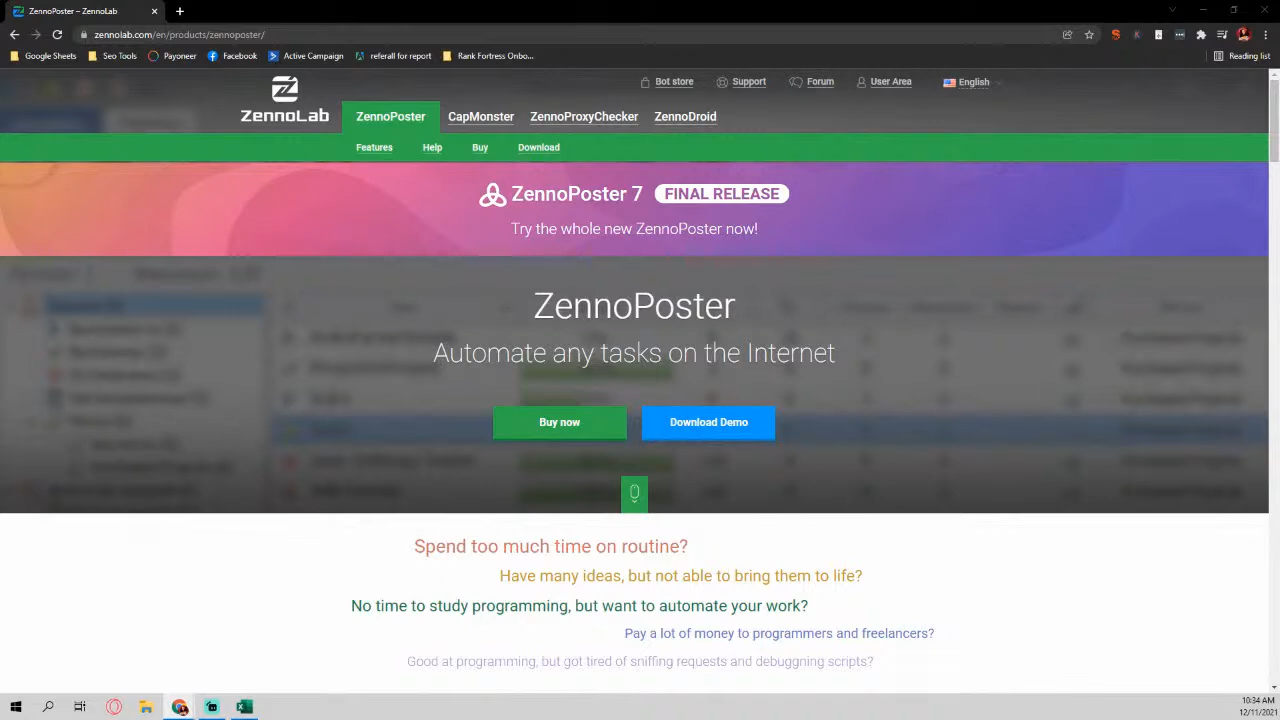 ZennoPoster – ZennoLab
zennolab.com/en/products/zennoposter/
Google Sheets SEO Tools Payoneer Facebook Active Campaign referall for report Rank Fortress Onbo... Reading list
Bot store Support Forum User Area English
ZennoLab ZennoPoster CapMonster ZennoProxyChecker ZennoDroid
Features Help Buy Download
ZennoPoster 7 FINAL RELEASE
Try the whole new ZennoPoster now!
ZennoPoster
Automate any tasks on the Internet
Buy now Download Demo
Spend too much time on routine?
Have many ideas, but not able to bring them to life?
No time to study programming, but want to automate your work?
Pay a lot of money to programmers and freelancers?
Good at programming, but got tired of sniffing requests and debuggning scripts?
10:34 AM
12/11/2021